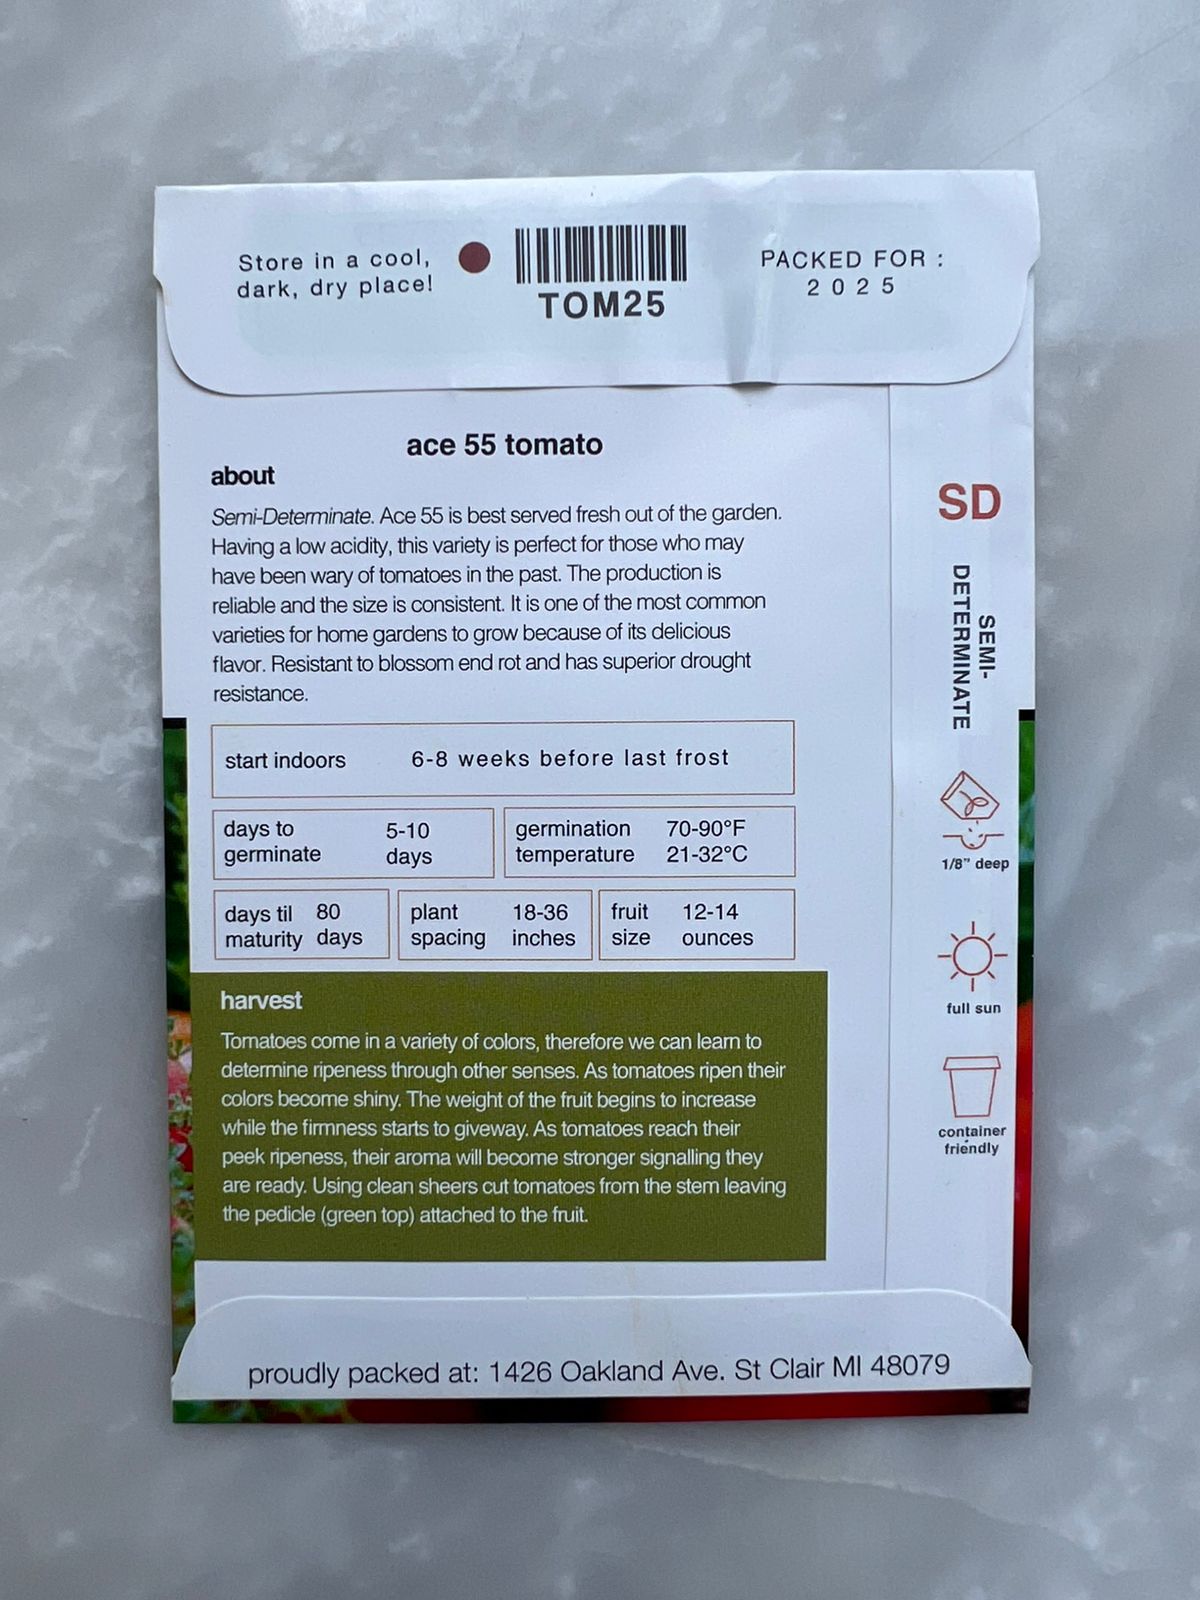 Store in a cool,
dark, dry place!
TOM25
PACKED FOR :
2025
ace 55 tomato
about
Semi-Determinate. Ace 55 is best served fresh out of the garden.
Having a low acidity, this variety is perfect for those who may
have been wary of tomatoes in the past. The production is
reliable and the size is consistent. It is one of the most common
varieties for home gardens to grow because of its delicious
flavor. Resistant to blossom end rot and has superior drought
resistance.
start indoors 6-8 weeks before last frost
days to 5-10
germinate days
germination 70-90°F
temperature 21-32°C
days til 80
maturity days
plant 18-36
spacing inches
fruit 12-14
size ounces
harvest
Tomatoes come in a variety of colors, therefore we can learn to
determine ripeness through other senses. As tomatoes ripen their
colors become shiny. The weight of the fruit begins to increase
while the firmness starts to giveway. As tomatoes reach their
peek ripeness, their aroma will become stronger signalling they
are ready. Using clean sheers cut tomatoes from the stem leaving
the pedicle (green top) attached to the fruit.
SD
SEMI-
DETERMINATE
1/8" deep
full sun
container
friendly
proudly packed at: 1426 Oakland Ave. St Clair MI 48079